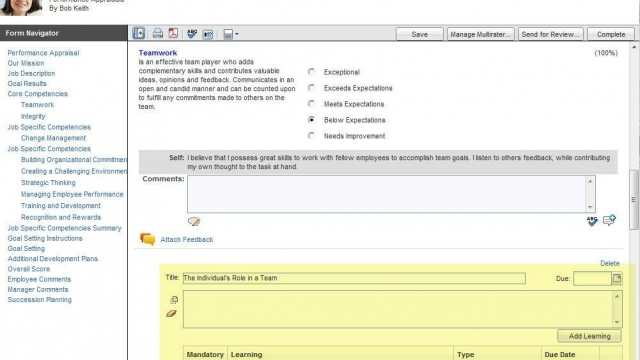 Performance Appraisals
By Bob Keith
Form Navigator
Save
Manage Multirater...
Send for Review...
Complete
Performance Appraisal
Our Mission
Job Description
Goal Results
Core Competencies
Teamwork
Integrity
Job Specific Competencies
Change Management
Job Specific Competencies
Building Organizational Commitmen
Creating a Challenging Environmen
Strategic Thinking
Managing Employee Performance
Training and Development
Recognition and Rewards
Job Specific Competencies Summary
Goal Setting Instructions
Goal Setting
Additional Development Plans
Overall Score
Employee Comments
Manager Comments
Succession Planning
Teamwork
(100%)
Is an effective team player who adds
complementary skills and contributes valuable
ideas, opinions and feedback. Communicates in an
open and candid manner and can be counted upon
to fulfill any commitments made to others on the
team.
Exceptional
Exceeds Expectations
Meets Expectations
Below Expectations
Needs Improvement
Self: I believe that I possess great skills to work with fellow employees to accomplish team goals. I listen to others feedback, while contributing
my own thought to the task at hand.
Comments:
ABC
Attach Feedback
Delete
Title: The Individual's Role in a Team
Due:
Add Learning
Mandatory Learning Type Due Date